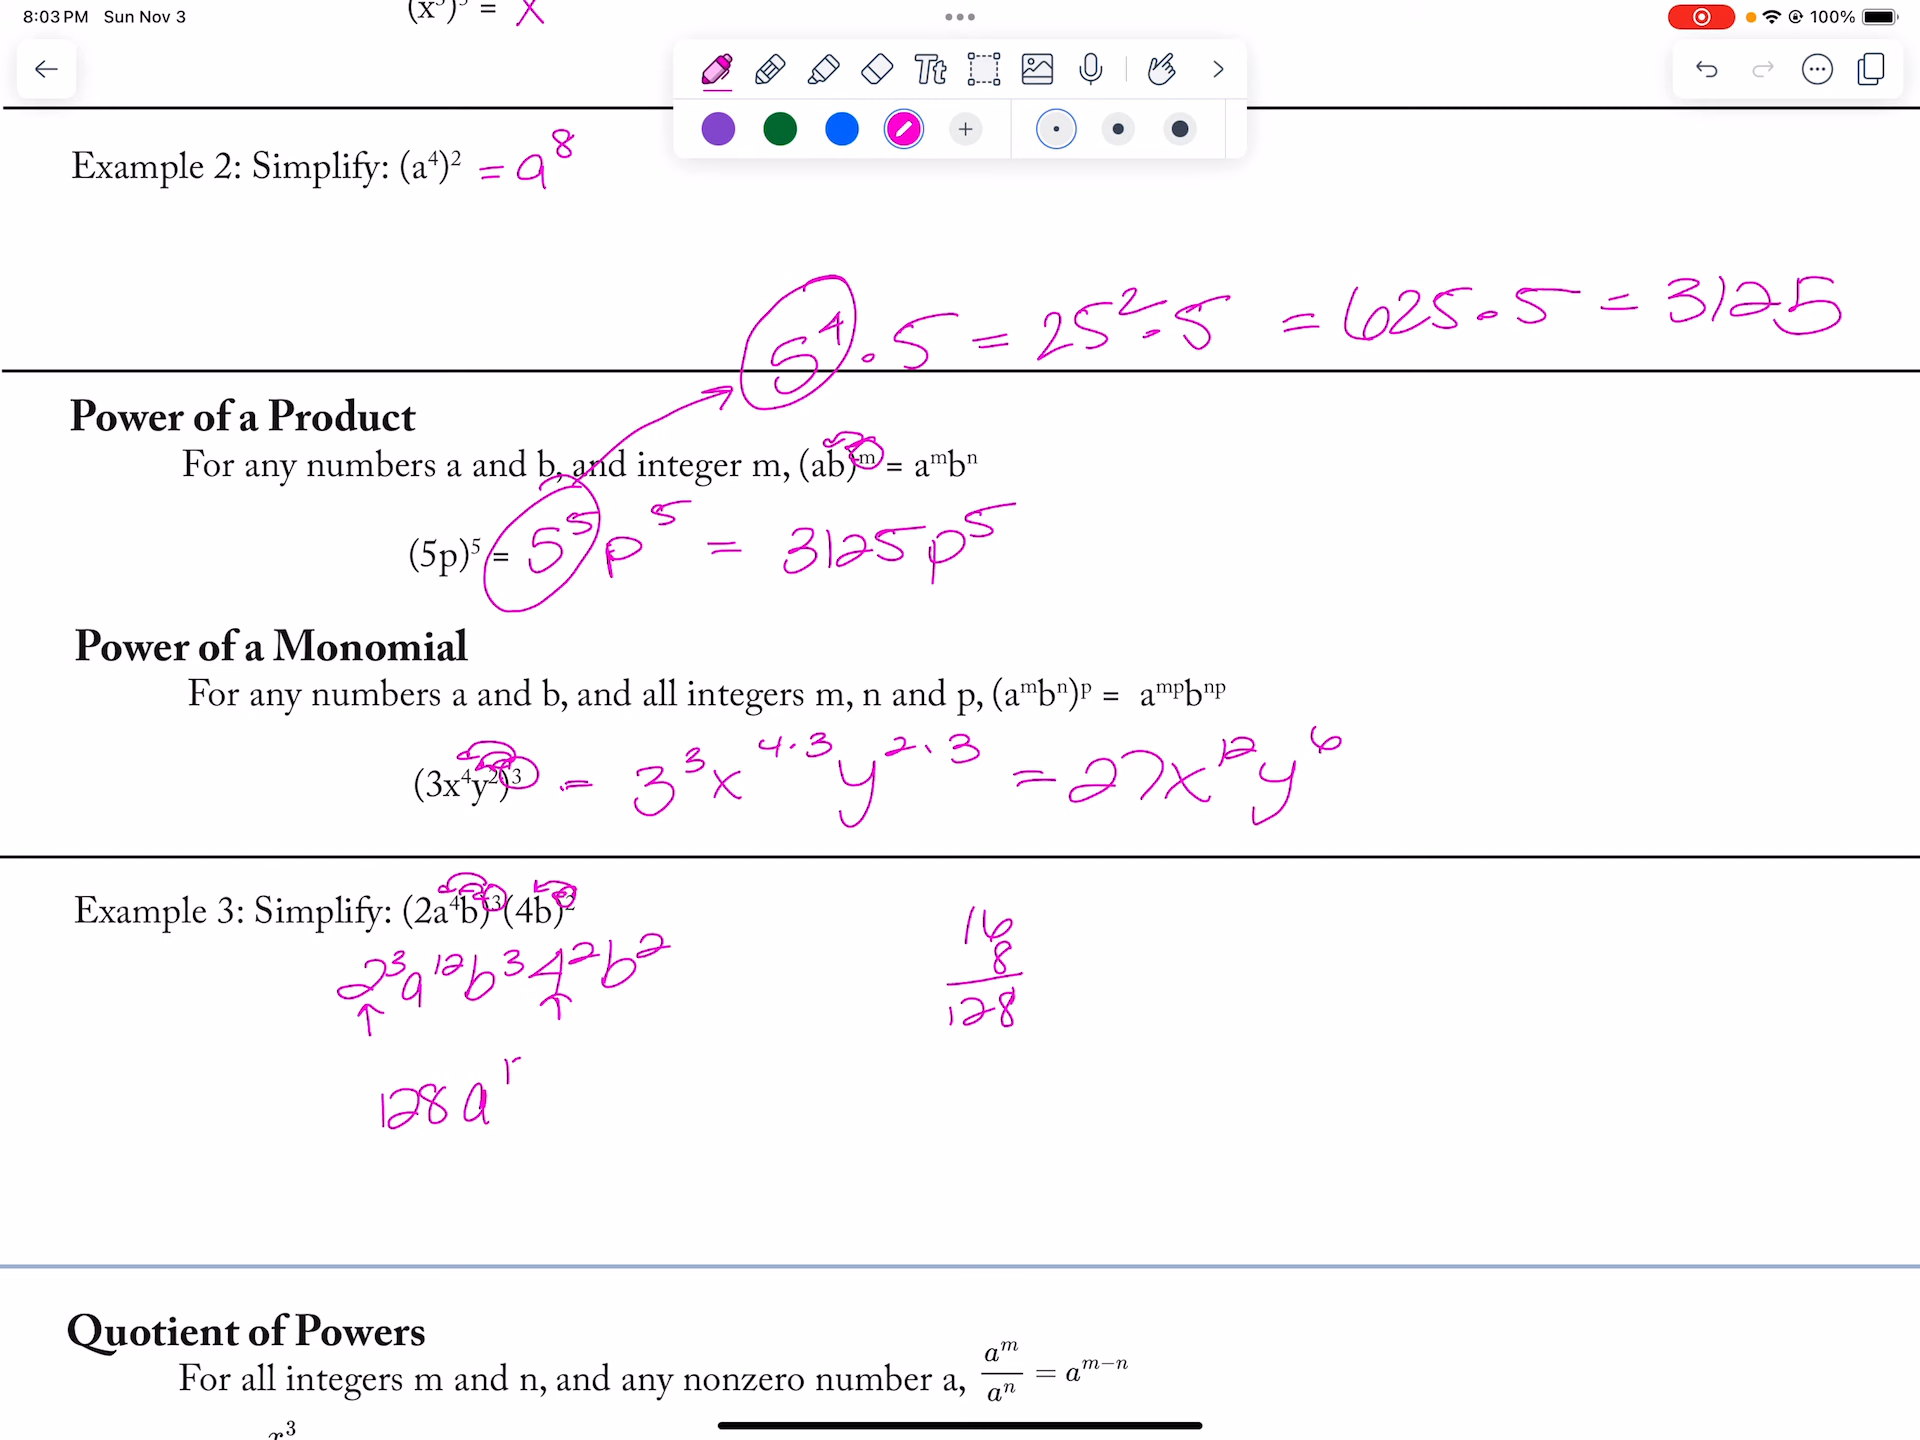 8:03 PM Sun Nov 3 100%
(x³)⁵ = x
Tt
Example 2: Simplify: (a⁴)² = a⁸
5⁴ · 5 = 25² · 5 = 625 · 5 = 3125
Power of a Product
For any numbers a and b, and integer m, (ab)ᵐ = aᵐbⁿ
(5p)⁵ = 5⁵p⁵ = 3125p⁵
Power of a Monomial
For any numbers a and b, and all integers m, n and p, (aᵐbⁿ)ᵖ = aᵐᵖbⁿᵖ
(3x⁴y²)³ = 3³x⁴·³y²·³ = 27x¹²y⁶
Example 3: Simplify: (2a⁴b)³(4b)²
2³a¹²b³4²b²
16
8
128
128a
Quotient of Powers
For all integers m and n, and any nonzero number a, aᵐ/aⁿ = aᵐ⁻ⁿ
x³